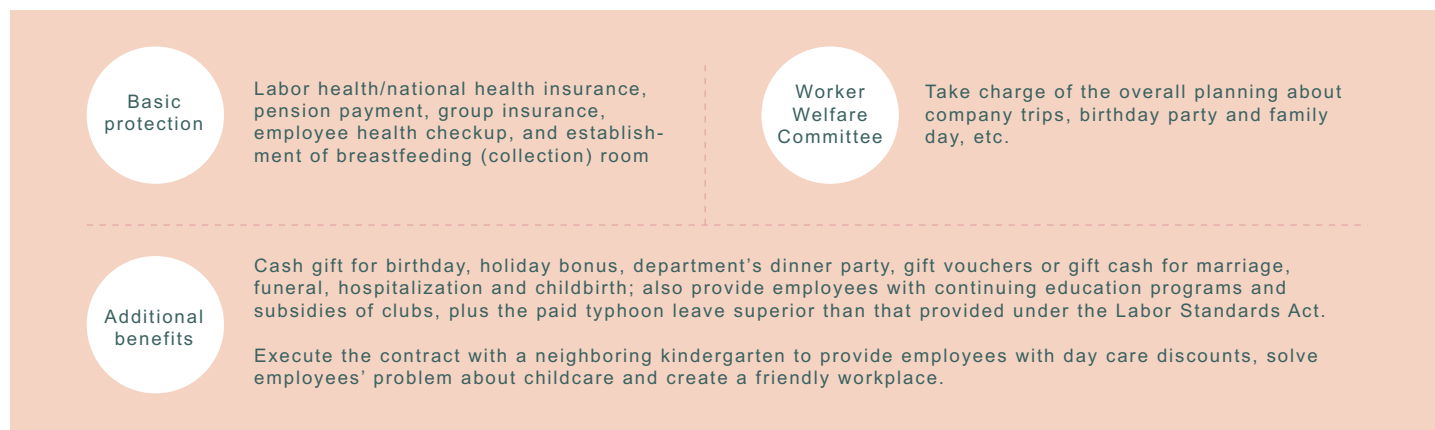 Basic
protection
Labor health/national health insurance,
pension payment, group insurance,
employee health checkup, and establish-
ment of breastfeeding (collection) room
Worker
Welfare
Committee
Take charge of the overall planning about
company trips, birthday party and family
day, etc.
Additional
benefits
Cash gift for birthday, holiday bonus, department’s dinner party, gift vouchers or gift cash for marriage,
funeral, hospitalization and childbirth; also provide employees with continuing education programs and
subsidies of clubs, plus the paid typhoon leave superior than that provided under the Labor Standards Act.
Execute the contract with a neighboring kindergarten to provide employees with day care discounts, solve
employees’ problem about childcare and create a friendly workplace.